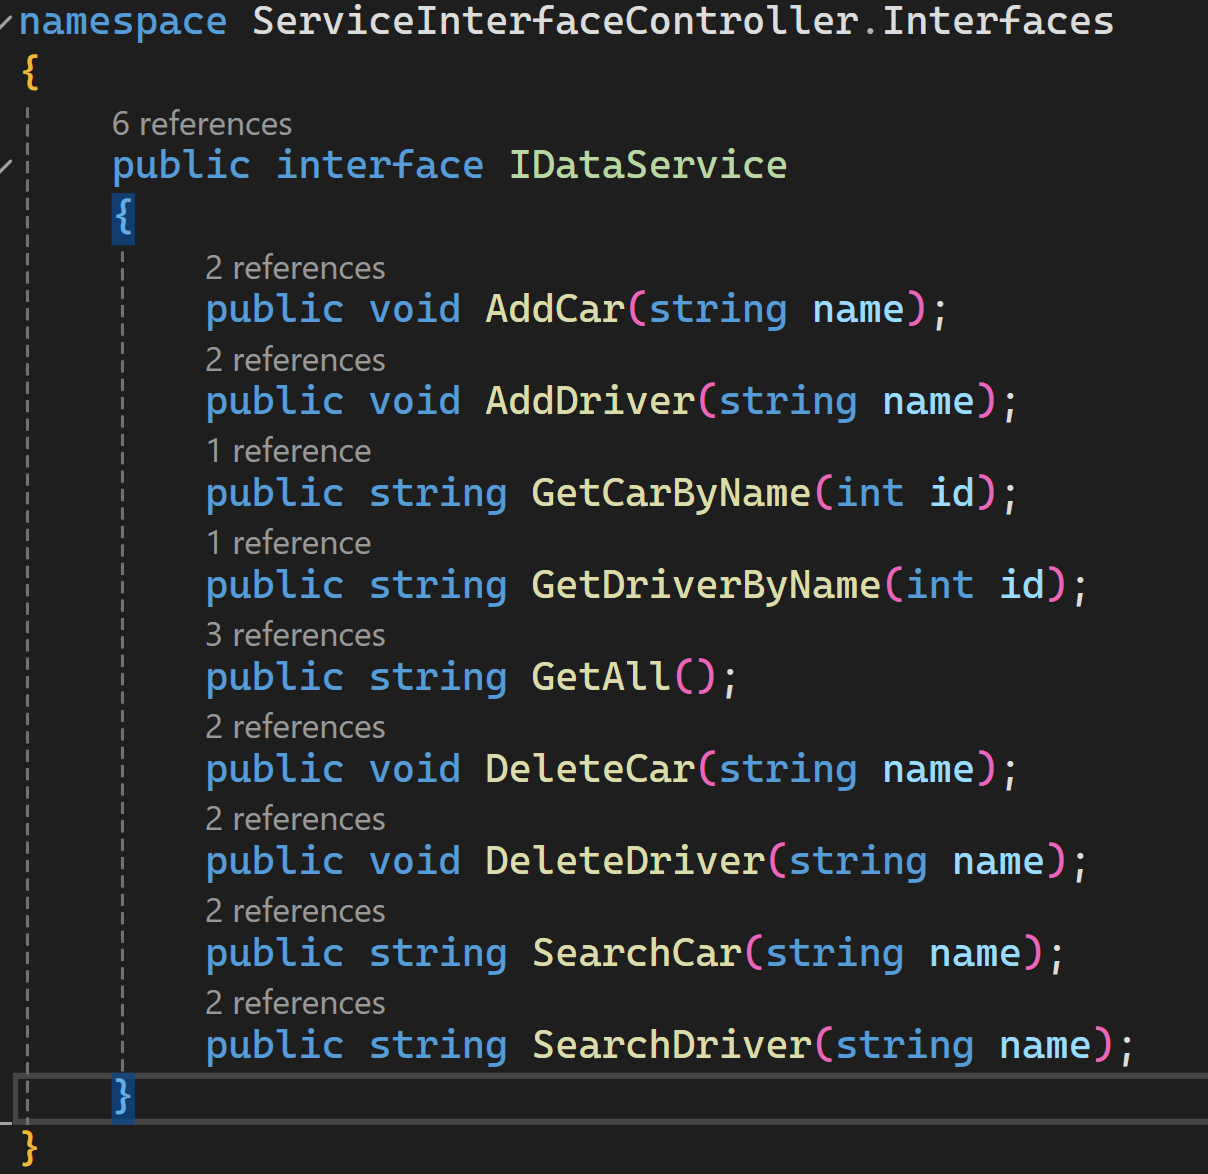 namespace ServiceInterfaceController.Interfaces
{
6 references
public interface IDataService
{
2 references
public void AddCar(string name);
2 references
public void AddDriver(string name);
1 reference
public string GetCarByName(int id);
1 reference
public string GetDriverByName(int id);
3 references
public string GetAll();
2 references
public void DeleteCar(string name);
2 references
public void DeleteDriver(string name);
2 references
public string SearchCar(string name);
2 references
public string SearchDriver(string name);
}
}